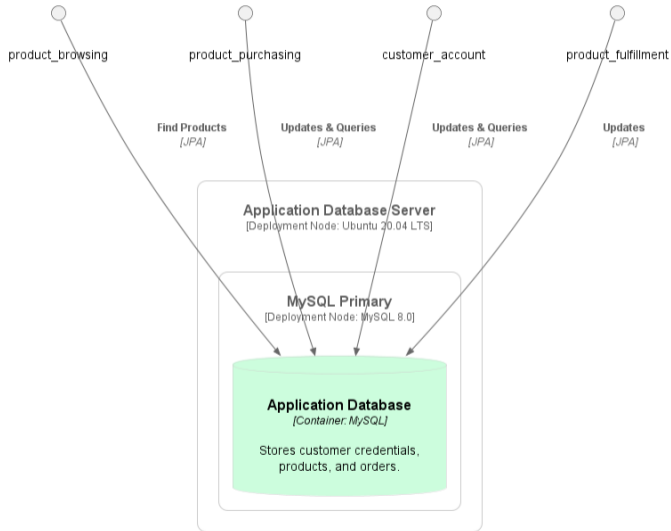 product_browsing
product_purchasing
customer_account
product_fulfillment
Find Products
[JPA]
Updates & Queries
[JPA]
Updates & Queries
[JPA]
Updates
[JPA]
Application Database Server
[Deployment Node: Ubuntu 20.04 LTS]
MySQL Primary
[Deployment Node: MySQL 8.0]
Application Database
[Container: MySQL]
Stores customer credentials,
products, and orders.